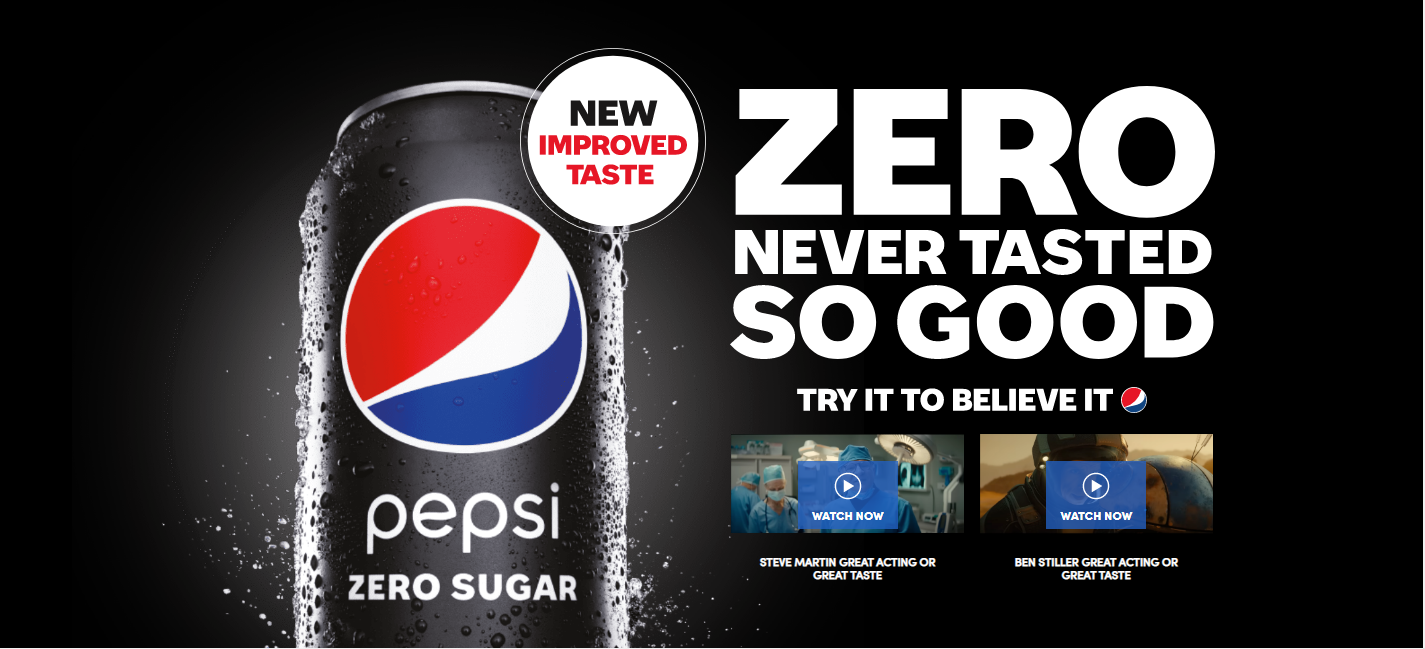 NEW
IMPROVED
TASTE
pepsi
ZERO SUGAR
ZERO
NEVER TASTED
SO GOOD
TRY IT TO BELIEVE IT
WATCH NOW
STEVE MARTIN GREAT ACTING OR
GREAT TASTE
WATCH NOW
BEN STILLER GREAT ACTING OR
GREAT TASTE